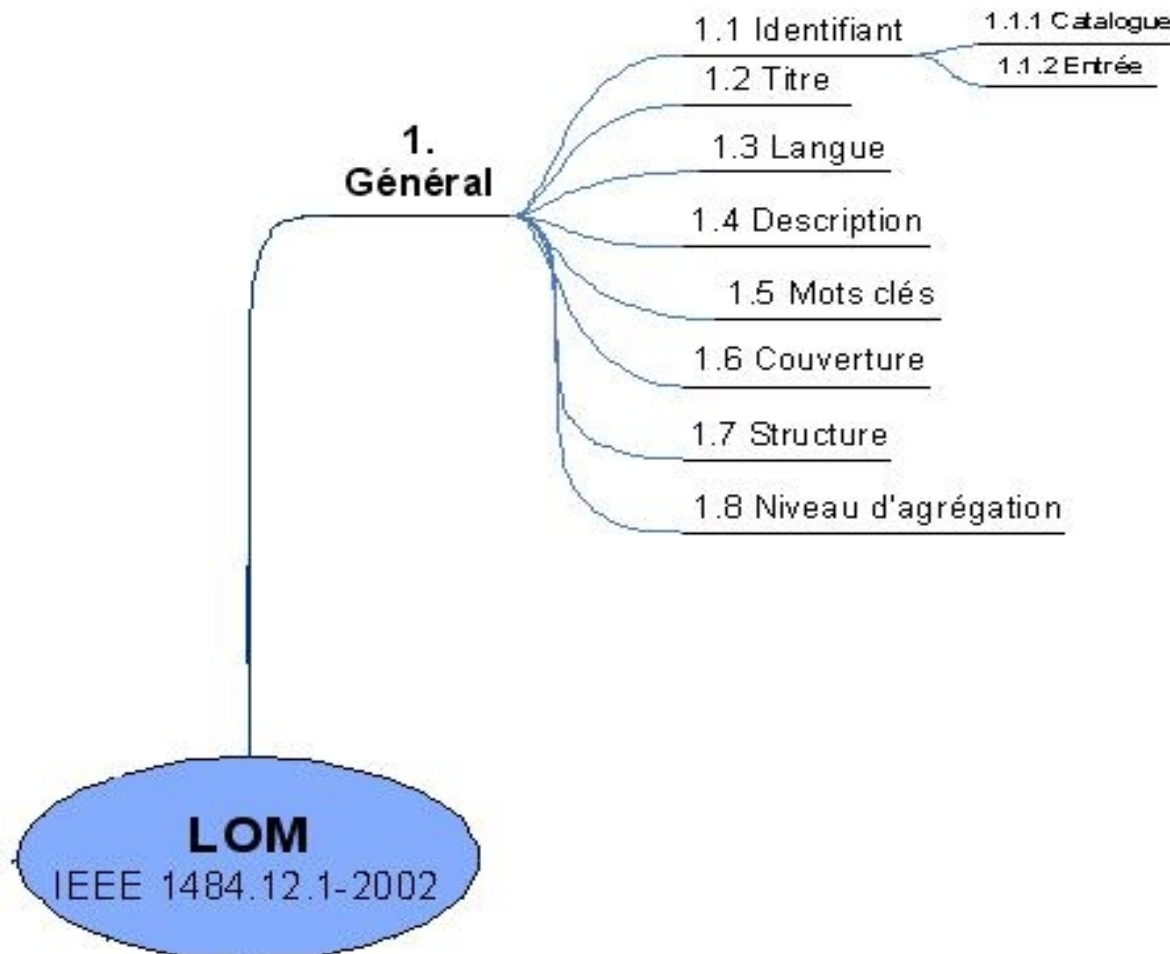 1.
Général
1.1 Identifiant
1.1.1 Catalogue
1.1.2 Entrée
1.2 Titre
1.3 Langue
1.4 Description
1.5 Mots clés
1.6 Couverture
1.7 Structure
1.8 Niveau d'agrégation
LOM
IEEE 1484.12.1-2002